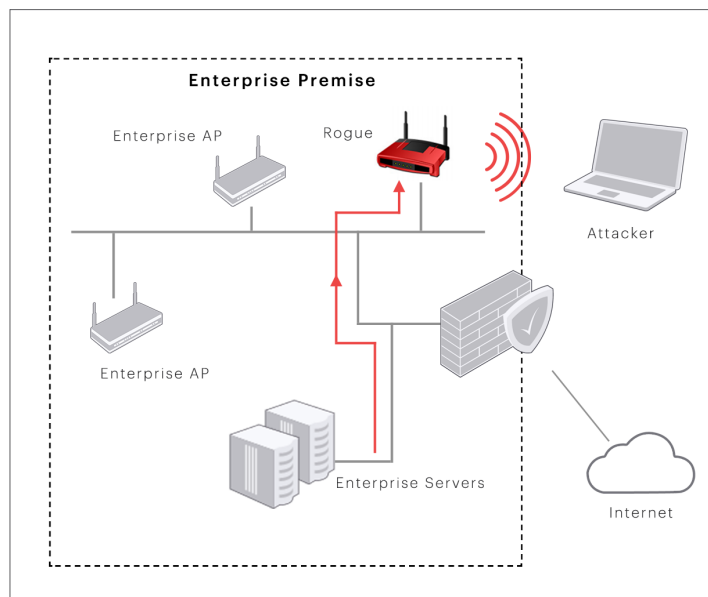 Enterprise Premise
Enterprise AP
Rogue
Attacker
Enterprise AP
Enterprise Servers
Internet